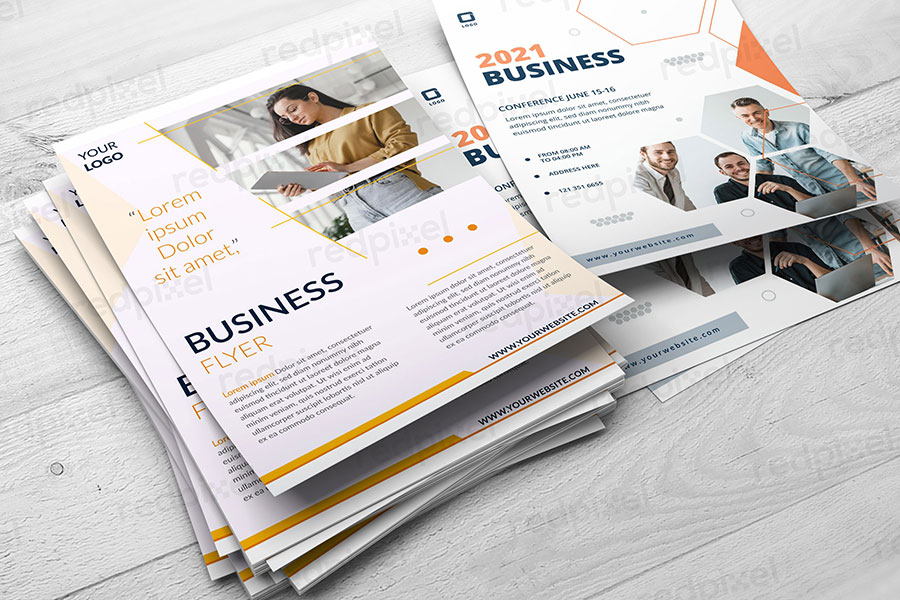 YOUR
LOGO
“Lorem
ipsum
Dolor
sit amet,”
BUSINESS
FLYER
Lorem ipsum Dolor sit amet, consectetuer
adipiscing elit, sed diam nonummy nibh
euismod tincidunt ut laoreet dolore magna
aliquam erat volutpat. Ut wisi enim ad
minim veniam, quis nostrud exerci tation
ullamcorper suscipit lobortis nisl ut aliquip
ex ea commodo consequat.
Lorem ipsum dolor sit amet, consectetuer
adipiscing elit, sed diam nonummy nibh
euismod tincidunt ut laoreet dolore magna
aliquam erat volutpat. Ut wisi enim ad
minim veniam, quis nostrud exerci tation
ullamcorper suscipit lobortis nisl ut aliquip
ex ea commodo consequat.
WWW.YOURWEBSITE.COM
WWW.YOURWEBSITE.COM
LOGO
20
BU
LOGO
2021
BUSINESS
CONFERENCE JUNE 15-16
Lorem ipsum dolor sit amet, consectetuer
adipiscing elit, sed diam nonummy nibh
euismod tincidunt ut laoreet dolore magna
FROM 08:00 AM
TO 04:00 PM
ADDRESS HERE
121 351 6655
www.yourwebsite.com
www.yourwebsite.com
redpixel